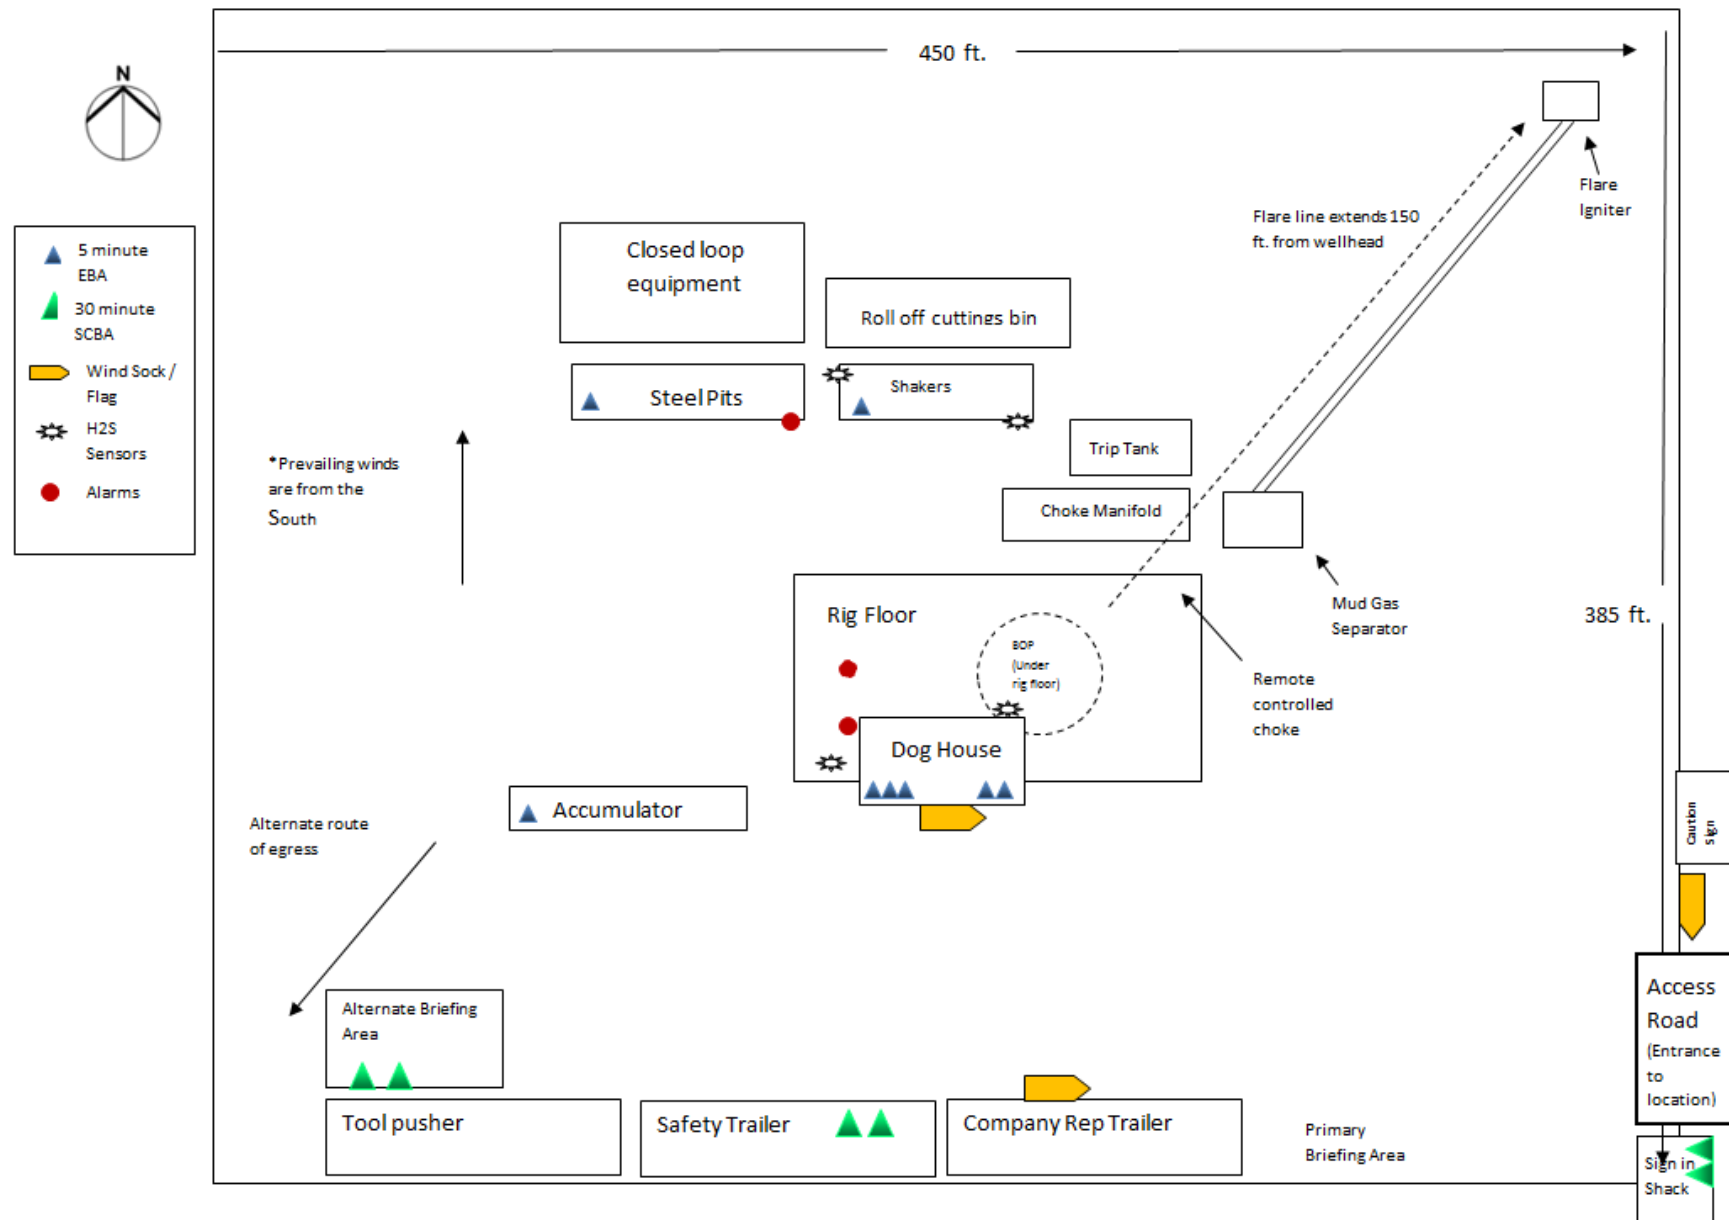 450 ft.
N
Flare
Igniter
Flare line extends 150
ft. from wellhead
5 minute
EBA
30 minute
SCBA
Wind Sock /
Flag
H2S
Sensors
Alarms
Closed loop
equipment
Roll off cuttings bin
Steel Pits
Shakers
Trip Tank
Choke Manifold
*Prevailing winds
are from the
South
Mud Gas
Separator
385 ft.
Rig Floor
BOP
(Under
rig floor)
Remote
controlled
choke
Dog House
Accumulator
Alternate route
of egress
Caution
Sign
Access
Road
(Entrance
to
location)
Alternate Briefing
Area
Tool pusher
Safety Trailer
Company Rep Trailer
Primary
Briefing Area
Sign in
Shack